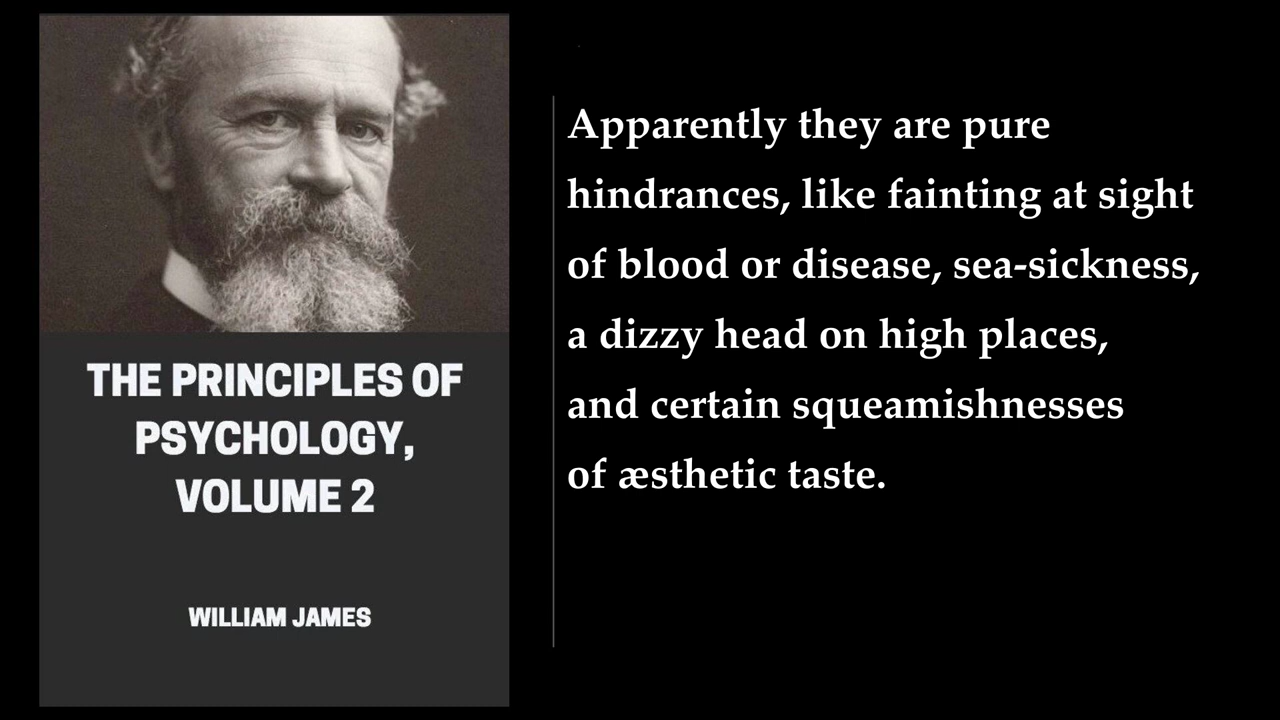 THE PRINCIPLES OF
PSYCHOLOGY,
VOLUME 2
WILLIAM JAMES
Apparently they are pure
hindrances, like fainting at sight
of blood or disease, sea-sickness,
a dizzy head on high places,
and certain squeamishnesses
of æsthetic taste.